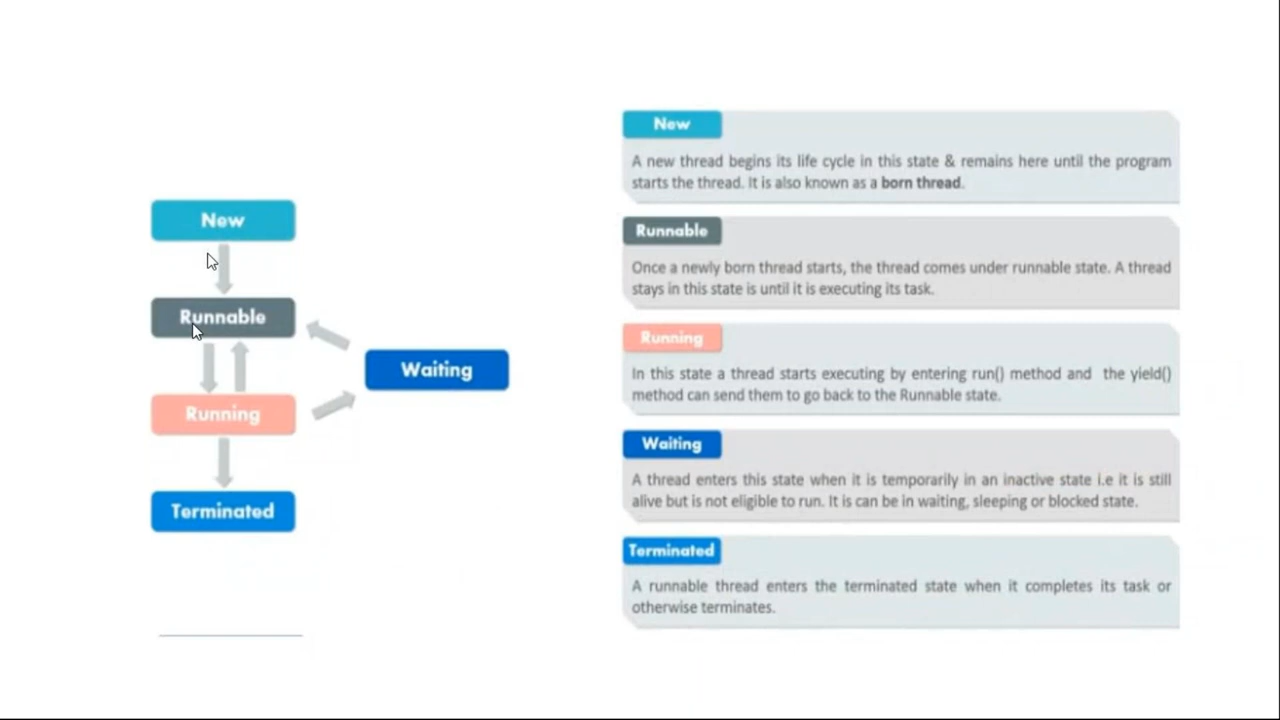 New
Runnable
Waiting
Running
Terminated
New
A new thread begins its life cycle in this state & remains here until the program
starts the thread. It is also known as a born thread.
Runnable
Once a newly born thread starts, the thread comes under runnable state. A thread
stays in this state is until it is executing its task.
Running
In this state a thread starts executing by entering run() method and the yield()
method can send them to go back to the Runnable state.
Waiting
A thread enters this state when it is temporarily in an inactive state i.e it is still
alive but is not eligible to run. It is can be in waiting, sleeping or blocked state.
Terminated
A runnable thread enters the terminated state when it completes its task or
otherwise terminates.